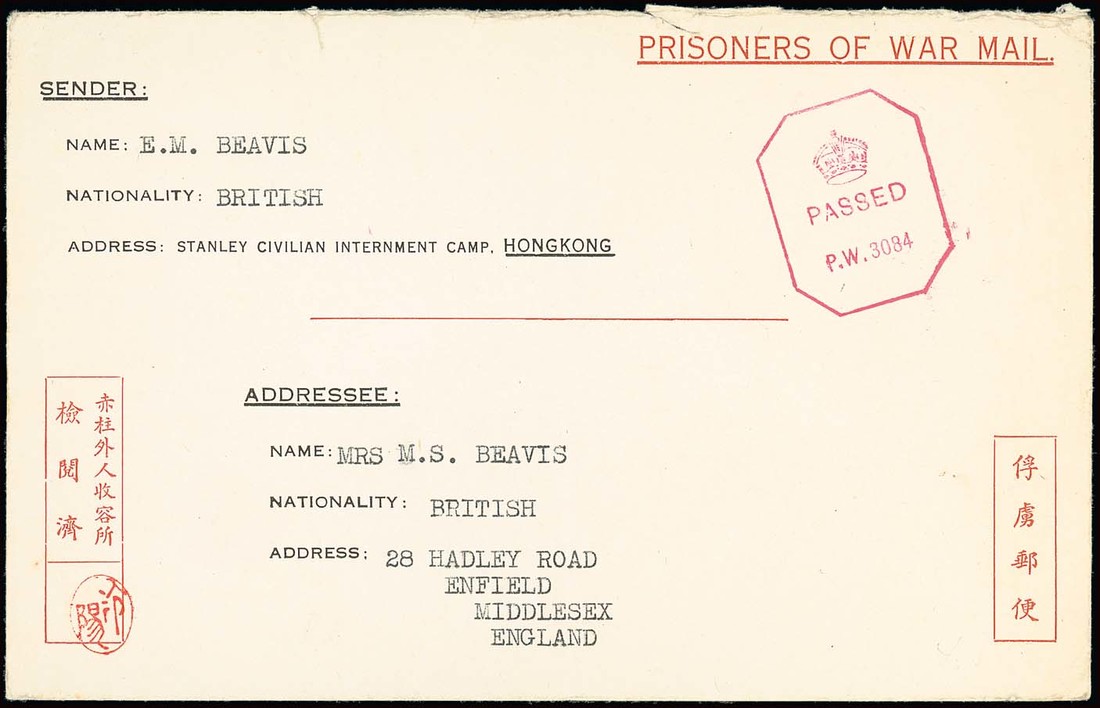 PRISONERS OF WAR MAIL.
SENDER:
NAME: E.M. BEAVIS
NATIONALITY: BRITISH
ADDRESS: STANLEY CIVILIAN INTERNMENT CAMP, HONGKONG
PASSED
P.W. 3084
赤柱外人收容所
檢閱濟
ADDRESSEE:
NAME: MRS M.S. BEAVIS
NATIONALITY: BRITISH
ADDRESS: 28 HADLEY ROAD
ENFIELD
MIDDLESEX
ENGLAND
俘虜郵便